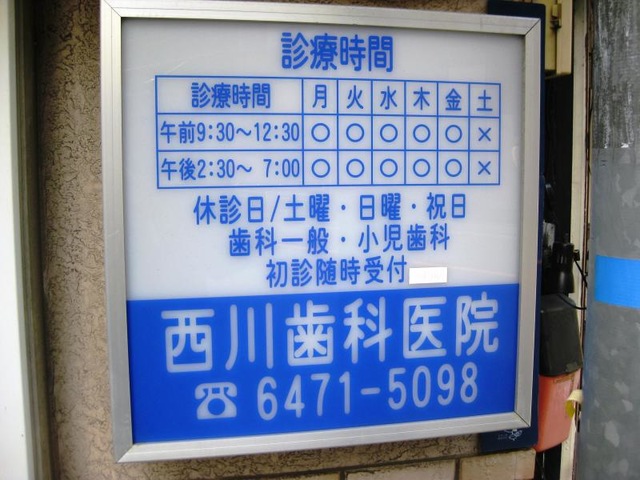 診療時間
診療時間 月 火 水 木 金 土
午前9:30〜12:30 ○ ○ ○ ○ ○ ×
午後2:30〜 7:00 ○ ○ ○ ○ ○ ×
休診日/土曜・日曜・祝日
歯科一般・小児歯科
初診随時受付
西川歯科医院
☎6471-5098